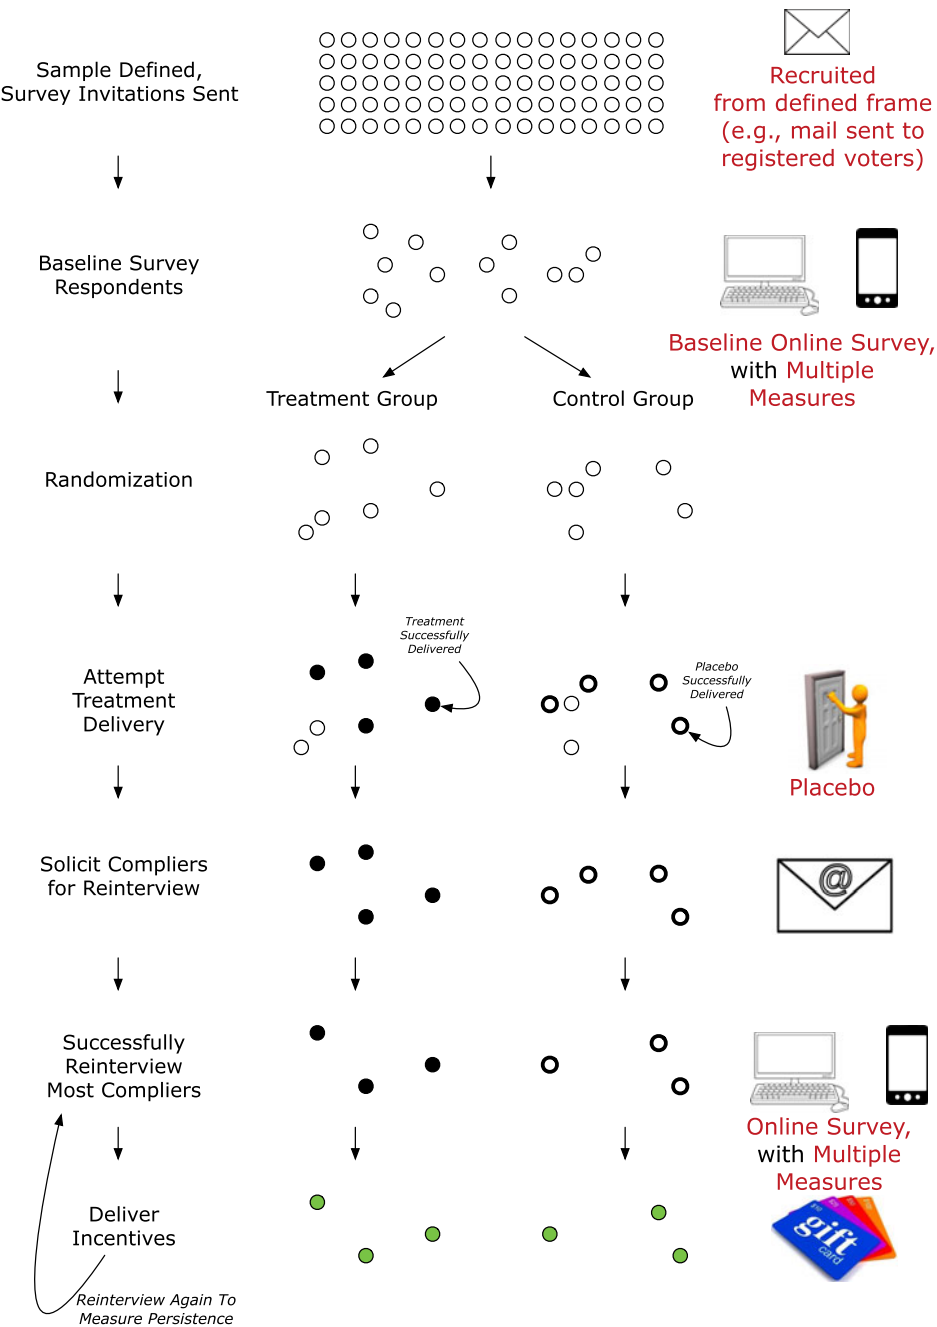 Sample Defined,
Survey Invitations Sent
Recruited
from defined frame
(e.g., mail sent to
registered voters)
Baseline Survey
Respondents
Baseline Online Survey,
with Multiple
Measures
Treatment Group
Control Group
Randomization
Treatment
Successfully
Delivered
Attempt
Treatment
Delivery
Placebo
Successfully
Delivered
Placebo
Solicit Compliers
for Reinterview
@
Successfully
Reinterview
Most Compliers
Online Survey,
with Multiple
Measures
Deliver
Incentives
gift
card
Reinterview Again To
Measure Persistence